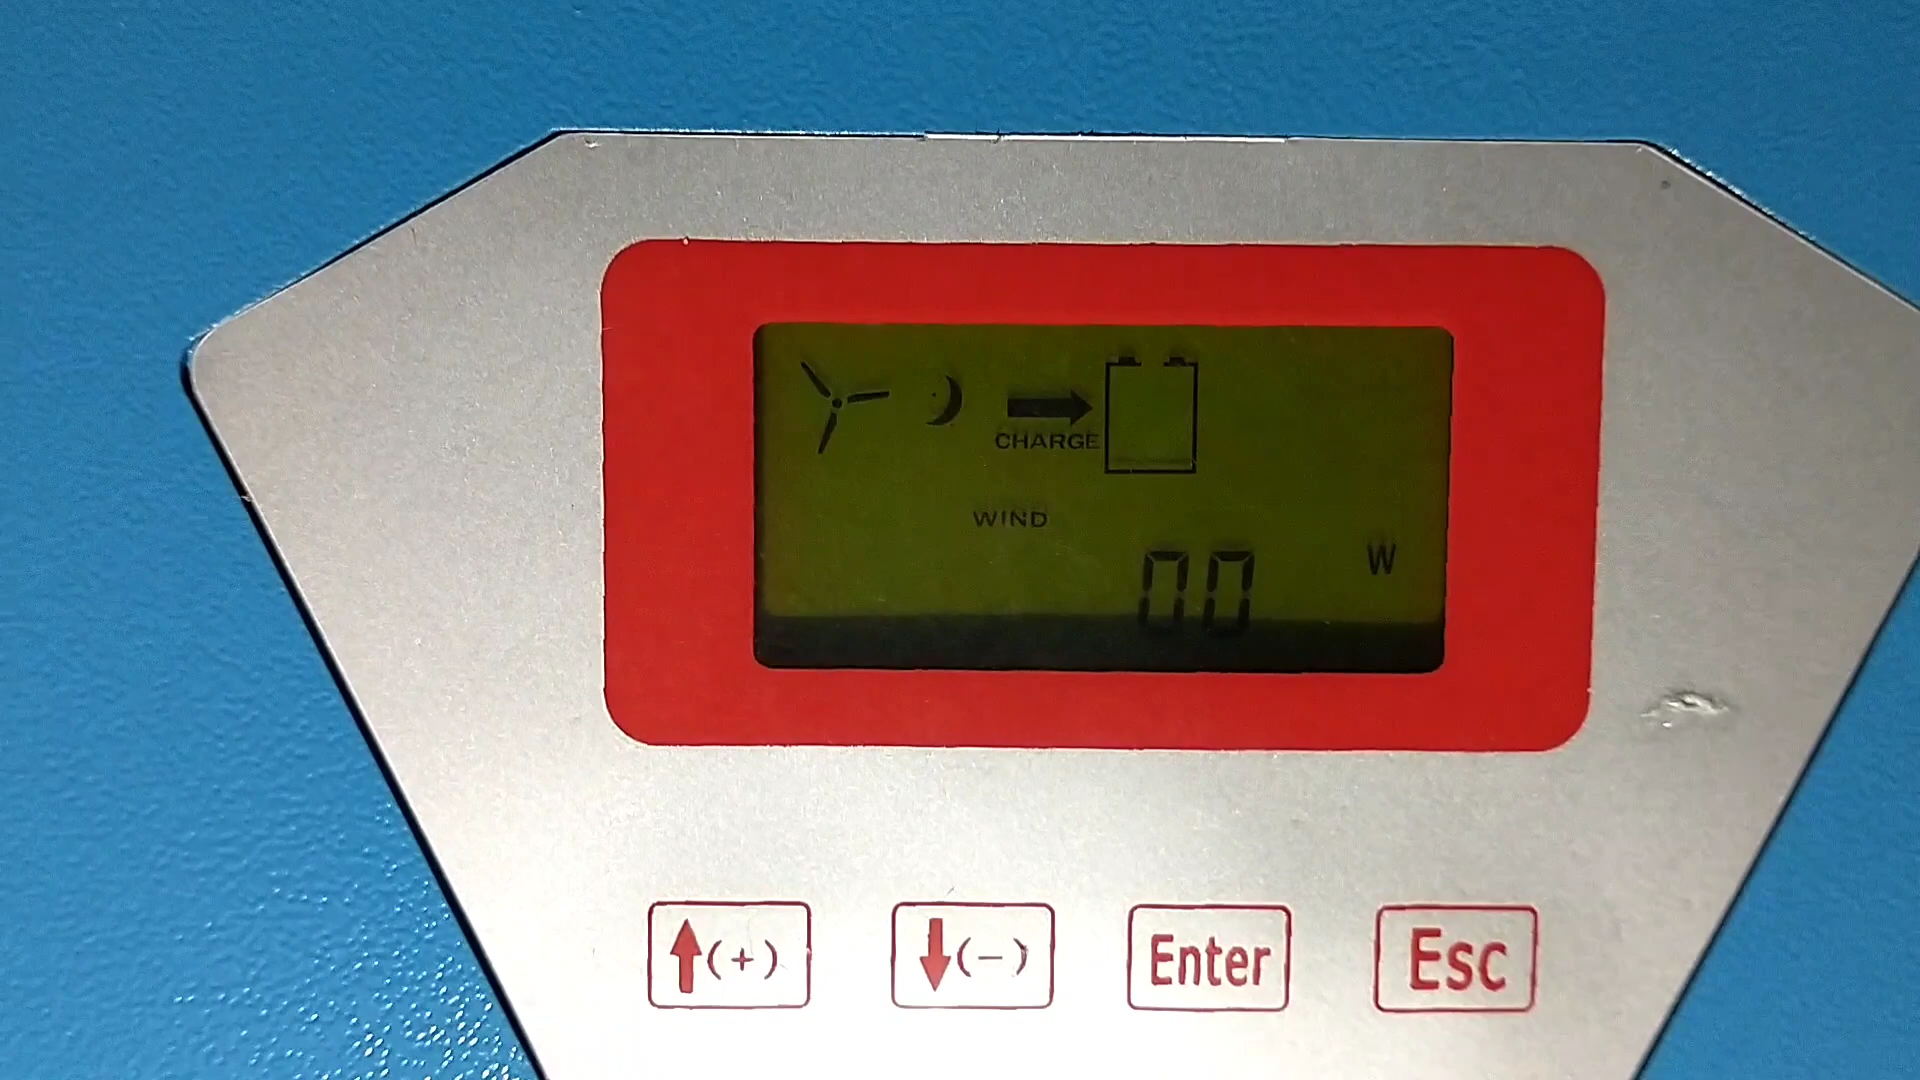 CHARGE
WIND
00 W
(+) (−) Enter Esc